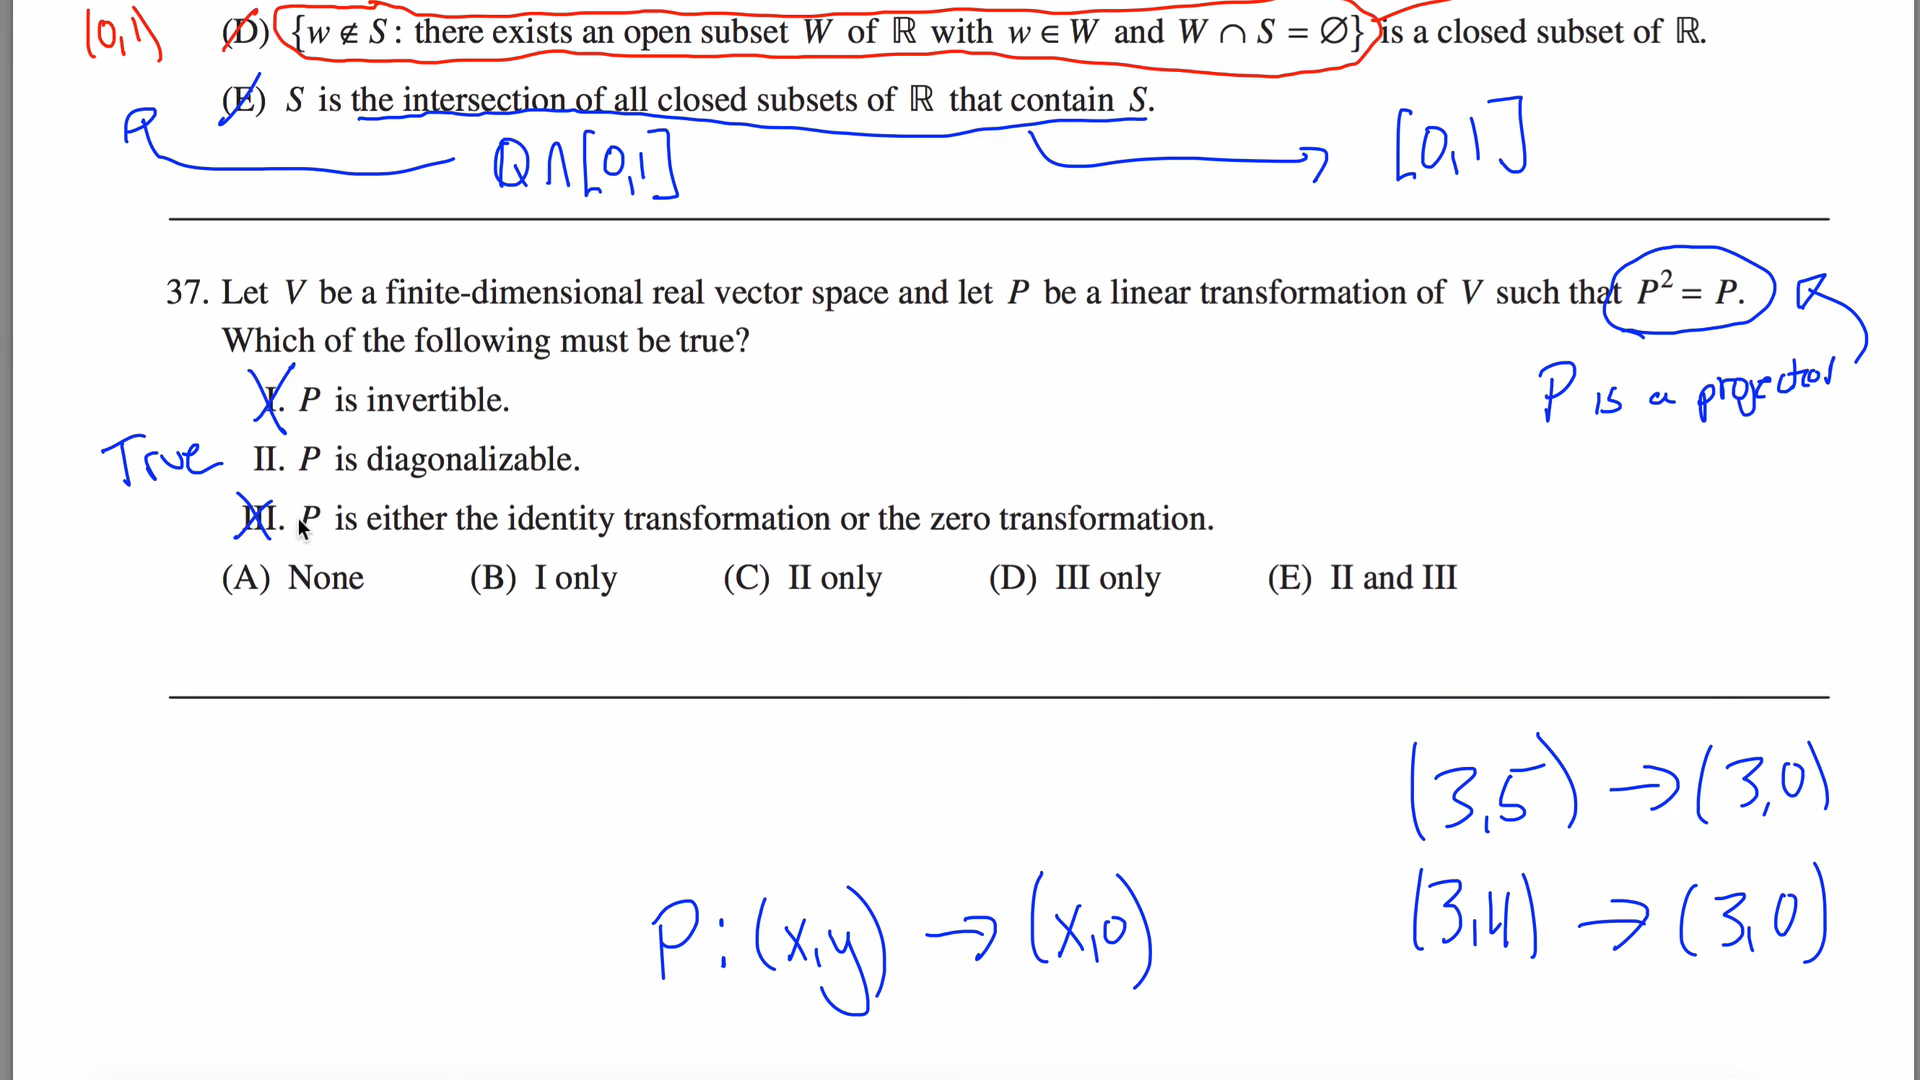 (0,1) (D) {w ∉ S : there exists an open subset W of ℝ with w ∈ W and W ∩ S = ∅} is a closed subset of ℝ.
(E) S is the intersection of all closed subsets of ℝ that contain S.
Q∩[0,1] [0,1]
37. Let V be a finite-dimensional real vector space and let P be a linear transformation of V such that P² = P.
Which of the following must be true?
P is a projector
I. P is invertible.
True II. P is diagonalizable.
III. P is either the identity transformation or the zero transformation.
(A) None (B) I only (C) II only (D) III only (E) II and III
(3,5) → (3,0)
(3,4) → (3,0)
P: (x,y) → (x,0)